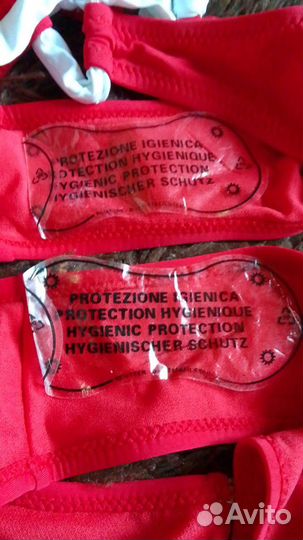 PROTEZIONE IGIENICA
PROTECTION HYGIENIQUE
HYGIENIC PROTECTION
HYGIENISCHER SCHUTZ
PROTEZIONE IGIENICA
PROTECTION HYGIENIQUE
HYGIENIC PROTECTION
HYGIENISCHER SCHUTZ
Avito